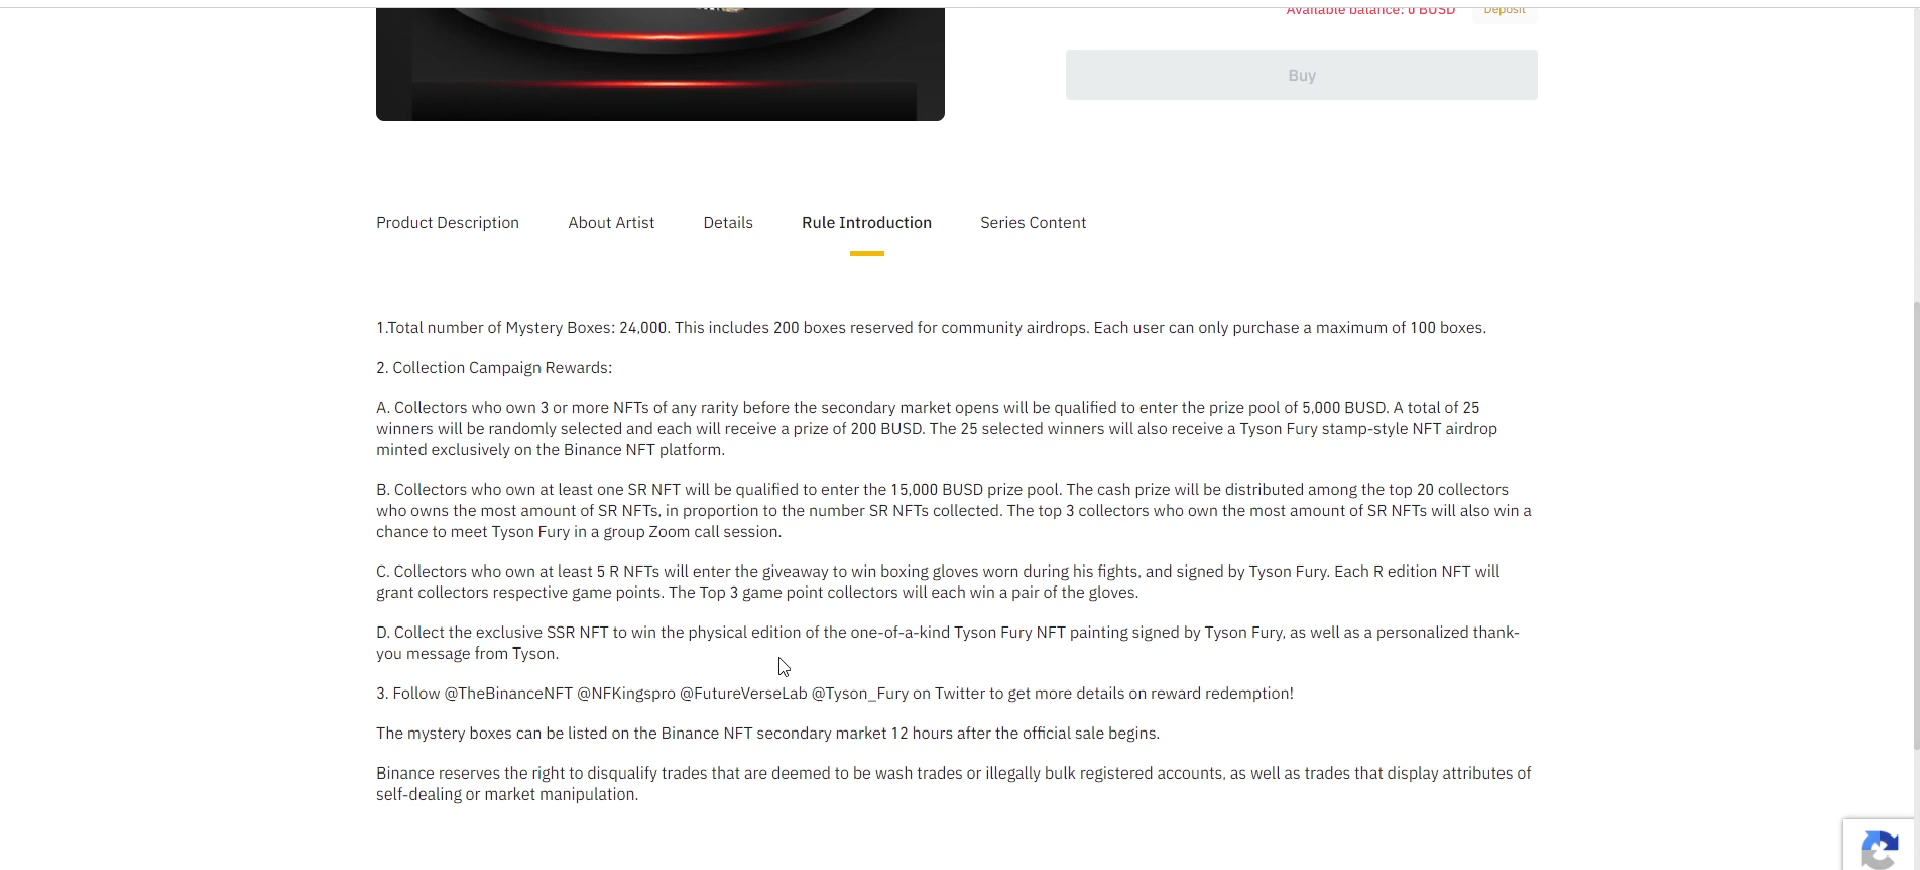 Available balance: 0 BUSD Deposit
Buy
Product Description About Artist Details Rule Introduction Series Content
1.Total number of Mystery Boxes: 24,000. This includes 200 boxes reserved for community airdrops. Each user can only purchase a maximum of 100 boxes.
2. Collection Campaign Rewards:
A. Collectors who own 3 or more NFTs of any rarity before the secondary market opens will be qualified to enter the prize pool of 5,000 BUSD. A total of 25
winners will be randomly selected and each will receive a prize of 200 BUSD. The 25 selected winners will also receive a Tyson Fury stamp-style NFT airdrop
minted exclusively on the Binance NFT platform.
B. Collectors who own at least one SR NFT will be qualified to enter the 15,000 BUSD prize pool. The cash prize will be distributed among the top 20 collectors
who owns the most amount of SR NFTs, in proportion to the number SR NFTs collected. The top 3 collectors who own the most amount of SR NFTs will also win a
chance to meet Tyson Fury in a group Zoom call session.
C. Collectors who own at least 5 R NFTs will enter the giveaway to win boxing gloves worn during his fights, and signed by Tyson Fury. Each R edition NFT will
grant collectors respective game points. The Top 3 game point collectors will each win a pair of the gloves.
D. Collect the exclusive SSR NFT to win the physical edition of the one-of-a-kind Tyson Fury NFT painting signed by Tyson Fury, as well as a personalized thank-
you message from Tyson.
3. Follow @TheBinanceNFT @NFKingspro @FutureVerseLab @Tyson_Fury on Twitter to get more details on reward redemption!
The mystery boxes can be listed on the Binance NFT secondary market 12 hours after the official sale begins.
Binance reserves the right to disqualify trades that are deemed to be wash trades or illegally bulk registered accounts, as well as trades that display attributes of
self-dealing or market manipulation.